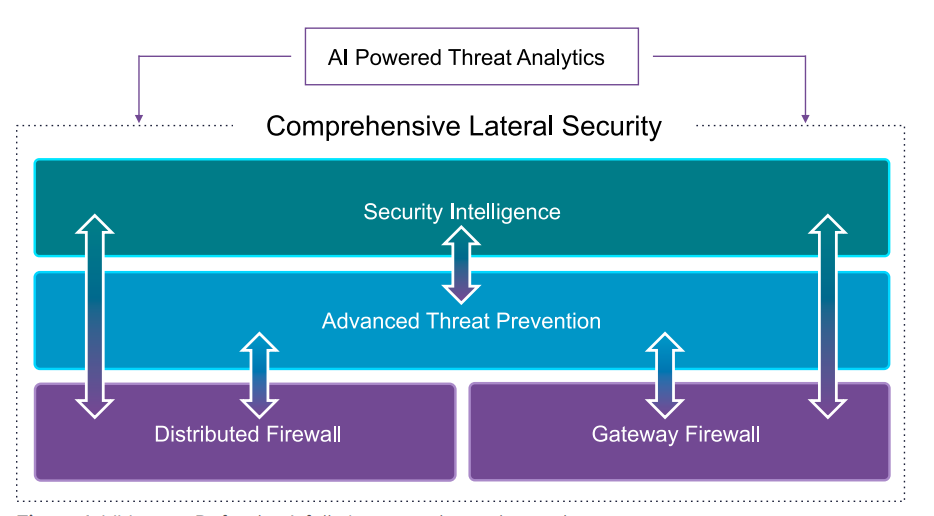 AI Powered Threat Analytics
Comprehensive Lateral Security
Security Intelligence
Advanced Threat Prevention
Distributed Firewall
Gateway Firewall